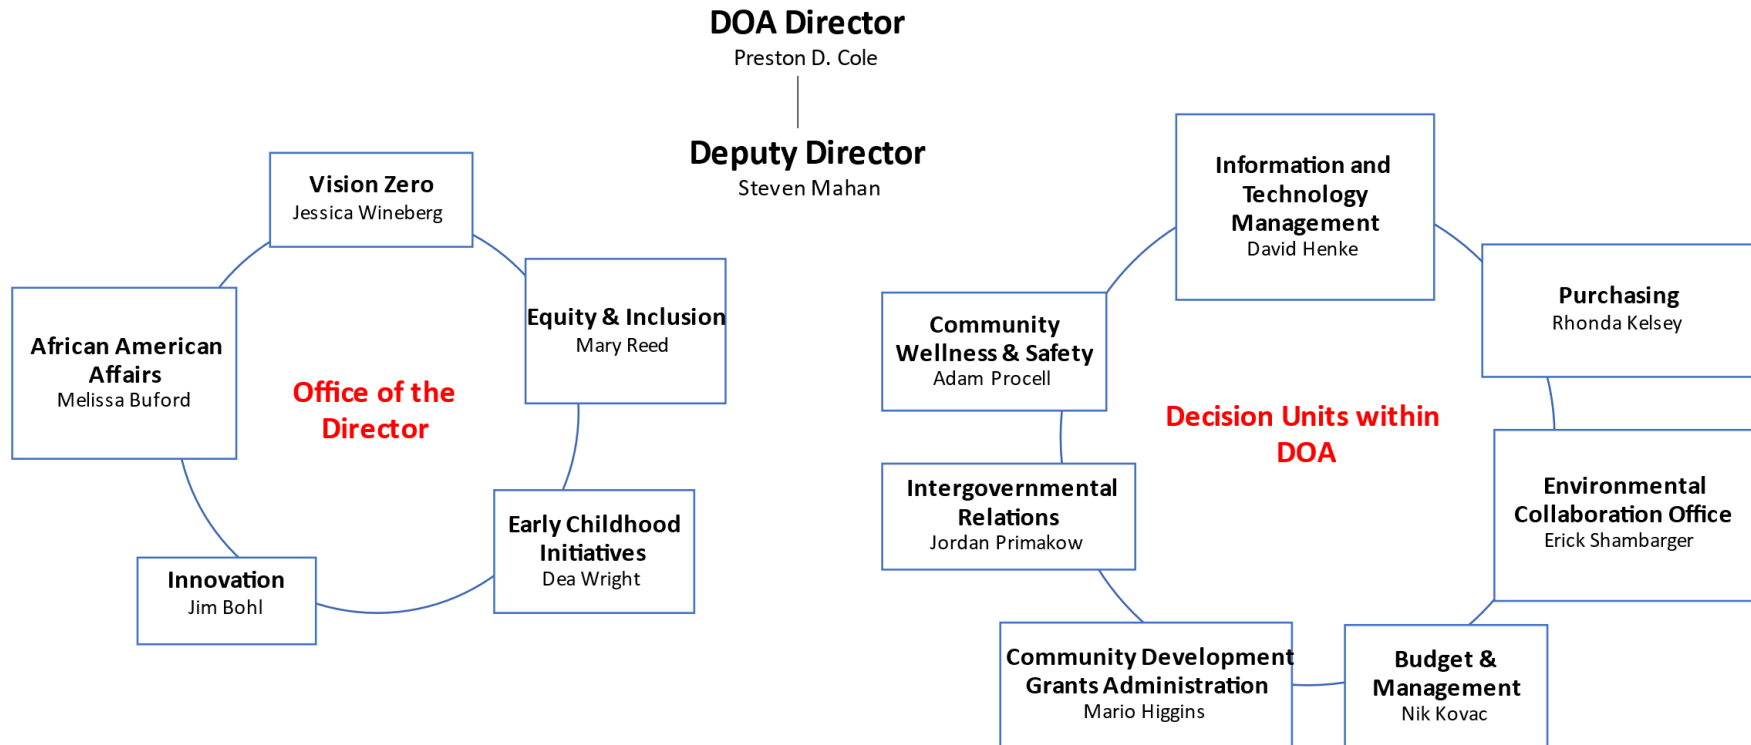 DOA Director
Preston D. Cole
Deputy Director
Steven Mahan
Vision Zero
Jessica Wineberg
Equity & Inclusion
Mary Reed
African American
Affairs
Melissa Buford
Office of the
Director
Early Childhood
Initiatives
Dea Wright
Innovation
Jim Bohl
Information and
Technology
Management
David Henke
Purchasing
Rhonda Kelsey
Community
Wellness & Safety
Adam Procell
Decision Units within
DOA
Intergovernmental
Relations
Jordan Primakow
Environmental
Collaboration Office
Erick Shambarger
Community Development
Grants Administration
Mario Higgins
Budget &
Management
Nik Kovac